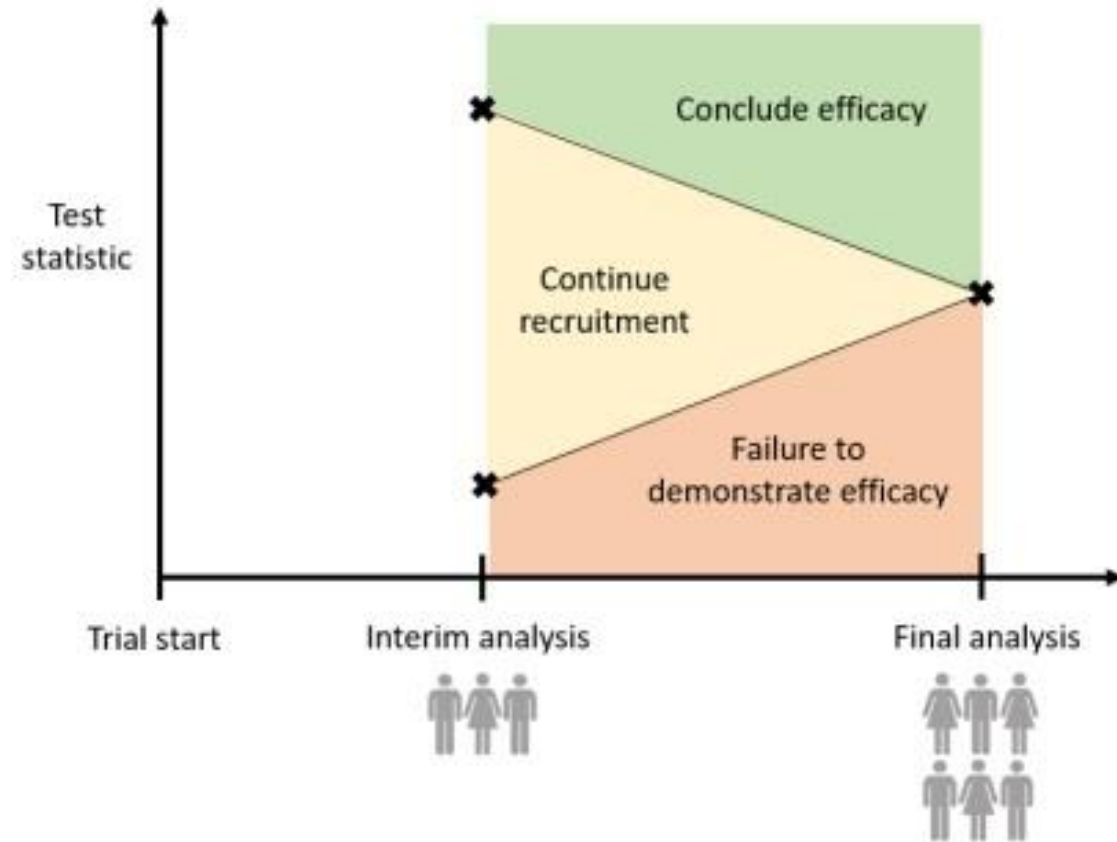 Conclude efficacy
Test
statistic
Continue
recruitment
Failure to
demonstrate efficacy
Trial start
Interim analysis
Final analysis